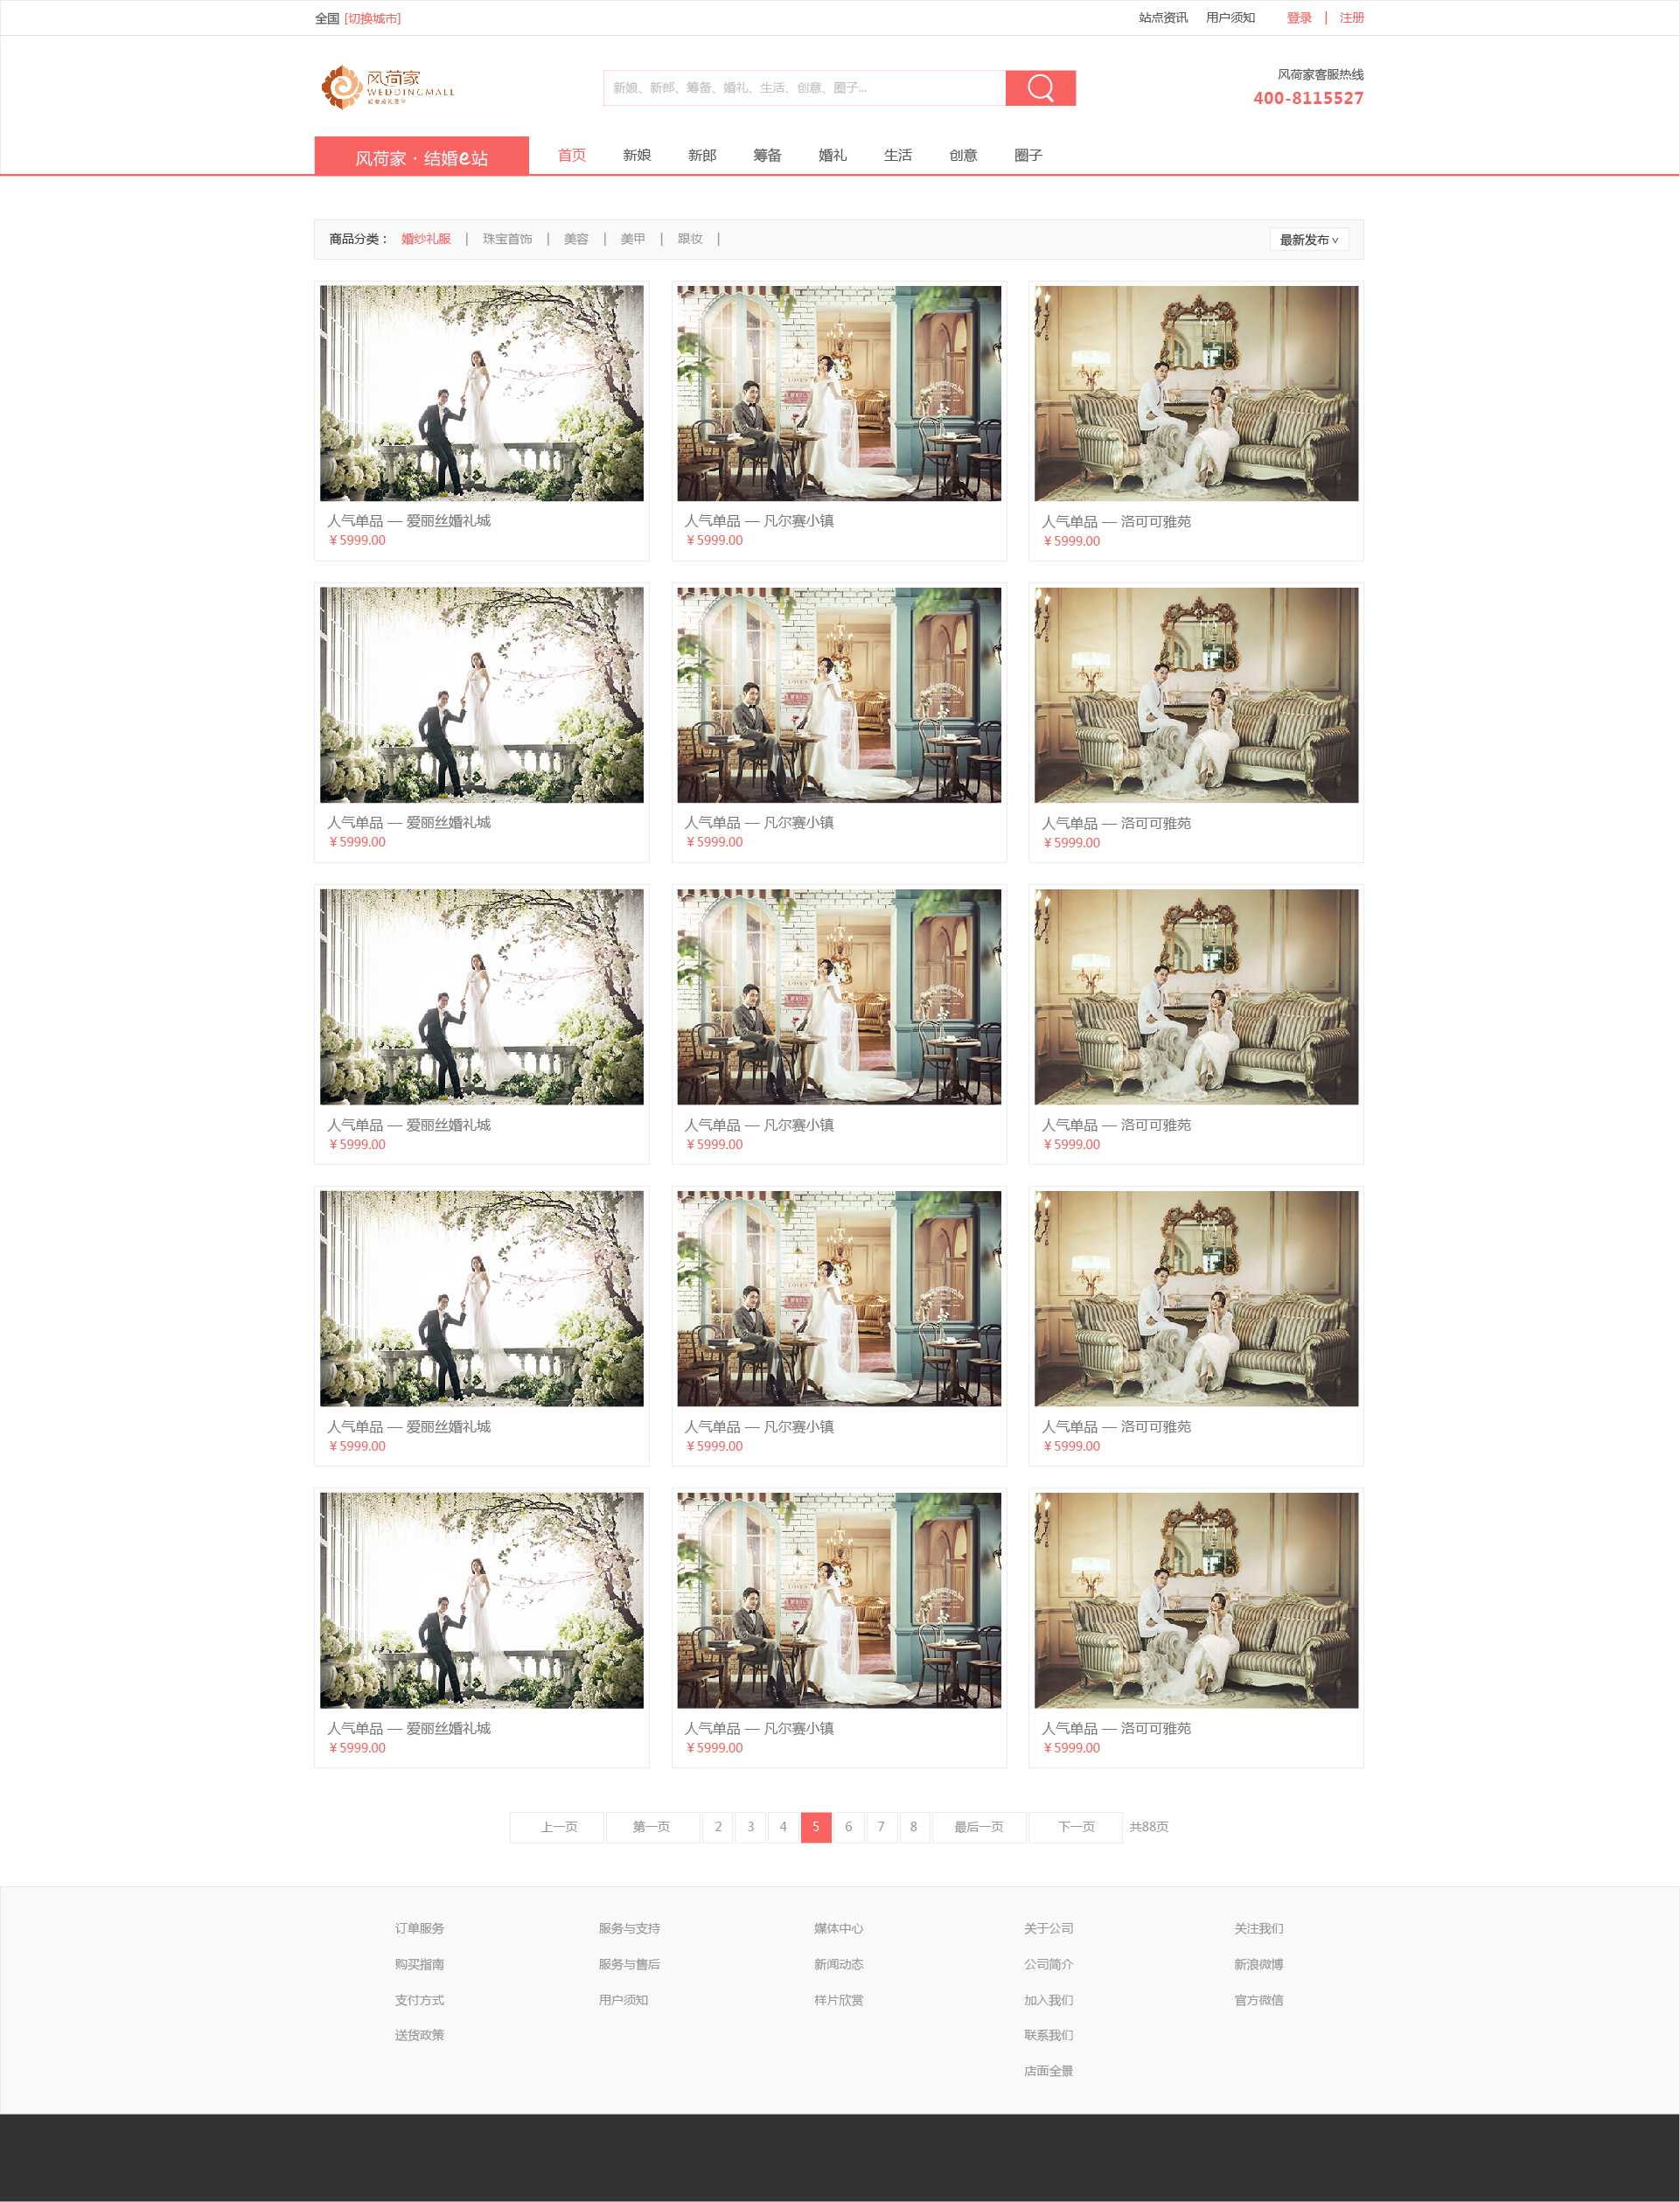 全国 [切换城市] 站点资讯 用户须知 登录 | 注册
风荷家
WEDDINGMALL
新娘、新郎、筹备、婚礼、生活、创意、圈子...
风荷家客服热线
400-8115527
风荷家·结婚e站 首页 新娘 新郎 筹备 婚礼 生活 创意 圈子
商品分类： 婚纱礼服 | 珠宝首饰 | 美容 | 美甲 | 跟妆 | 最新发布 ∨
人气单品 — 爱丽丝婚礼城 人气单品 — 凡尔赛小镇 人气单品 — 洛可可雅苑
¥5999.00 ¥5999.00 ¥5999.00
人气单品 — 爱丽丝婚礼城 人气单品 — 凡尔赛小镇 人气单品 — 洛可可雅苑
¥5999.00 ¥5999.00 ¥5999.00
人气单品 — 爱丽丝婚礼城 人气单品 — 凡尔赛小镇 人气单品 — 洛可可雅苑
¥5999.00 ¥5999.00 ¥5999.00
人气单品 — 爱丽丝婚礼城 人气单品 — 凡尔赛小镇 人气单品 — 洛可可雅苑
¥5999.00 ¥5999.00 ¥5999.00
人气单品 — 爱丽丝婚礼城 人气单品 — 凡尔赛小镇 人气单品 — 洛可可雅苑
¥5999.00 ¥5999.00 ¥5999.00
上一页 第一页 2 3 4 5 6 7 8 最后一页 下一页 共88页
订单服务 服务与支持 媒体中心 关于公司 关注我们
购买指南 服务与售后 新闻动态 公司简介 新浪微博
支付方式 用户须知 样片欣赏 加入我们 官方微信
送货政策 联系我们
店面全景